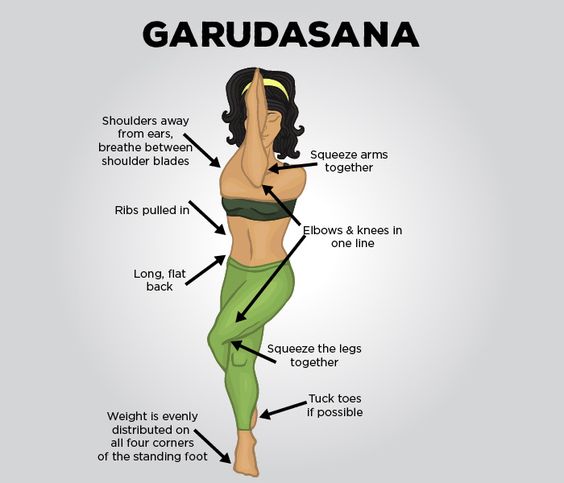 GARUDASANA
Shoulders away
from ears,
breathe between
shoulder blades
Squeeze arms
together
Ribs pulled in
Elbows & knees in
one line
Long, flat
back
Squeeze the legs
together
Tuck toes
if possible
Weight is evenly
distributed on
all four corners
of the standing foot